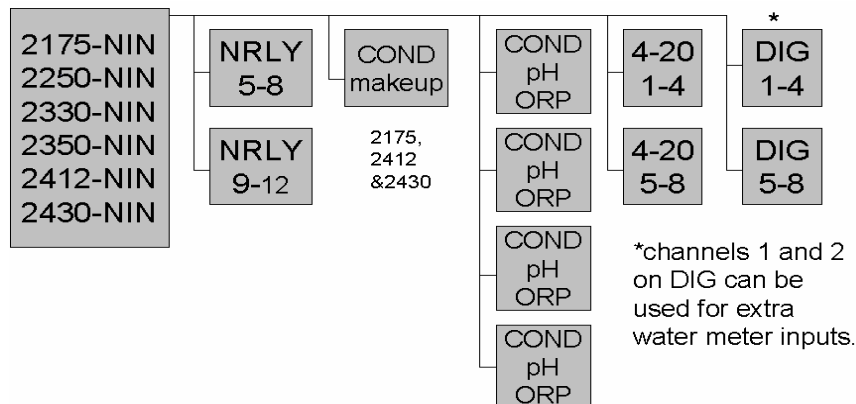 2175-NIN
2250-NIN
2330-NIN
2350-NIN
2412-NIN
2430-NIN
NRLY
5-8
NRLY
9-12
COND
makeup
2175,
2412
&2430
COND
pH
ORP
COND
pH
ORP
COND
pH
ORP
COND
pH
ORP
4-20
1-4
4-20
5-8
*
DIG
1-4
DIG
5-8
*channels 1 and 2
on DIG can be
used for extra
water meter inputs.